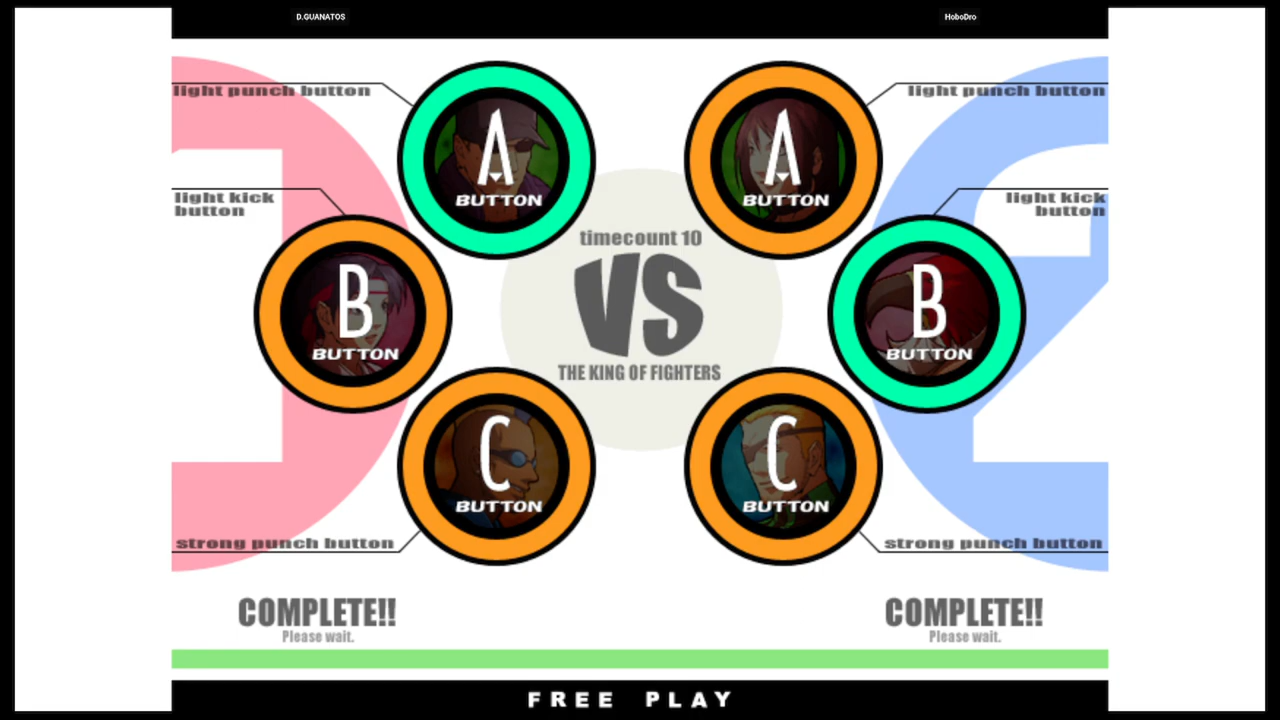 D.GUANATOS
HoboDro
light punch button
light punch button
A
BUTTON
A
BUTTON
light kick
button
light kick
button
timecount 10
VS
THE KING OF FIGHTERS
B
BUTTON
B
BUTTON
C
BUTTON
C
BUTTON
strong punch button
strong punch button
COMPLETE!!
Please wait.
COMPLETE!!
Please wait.
FREE PLAY